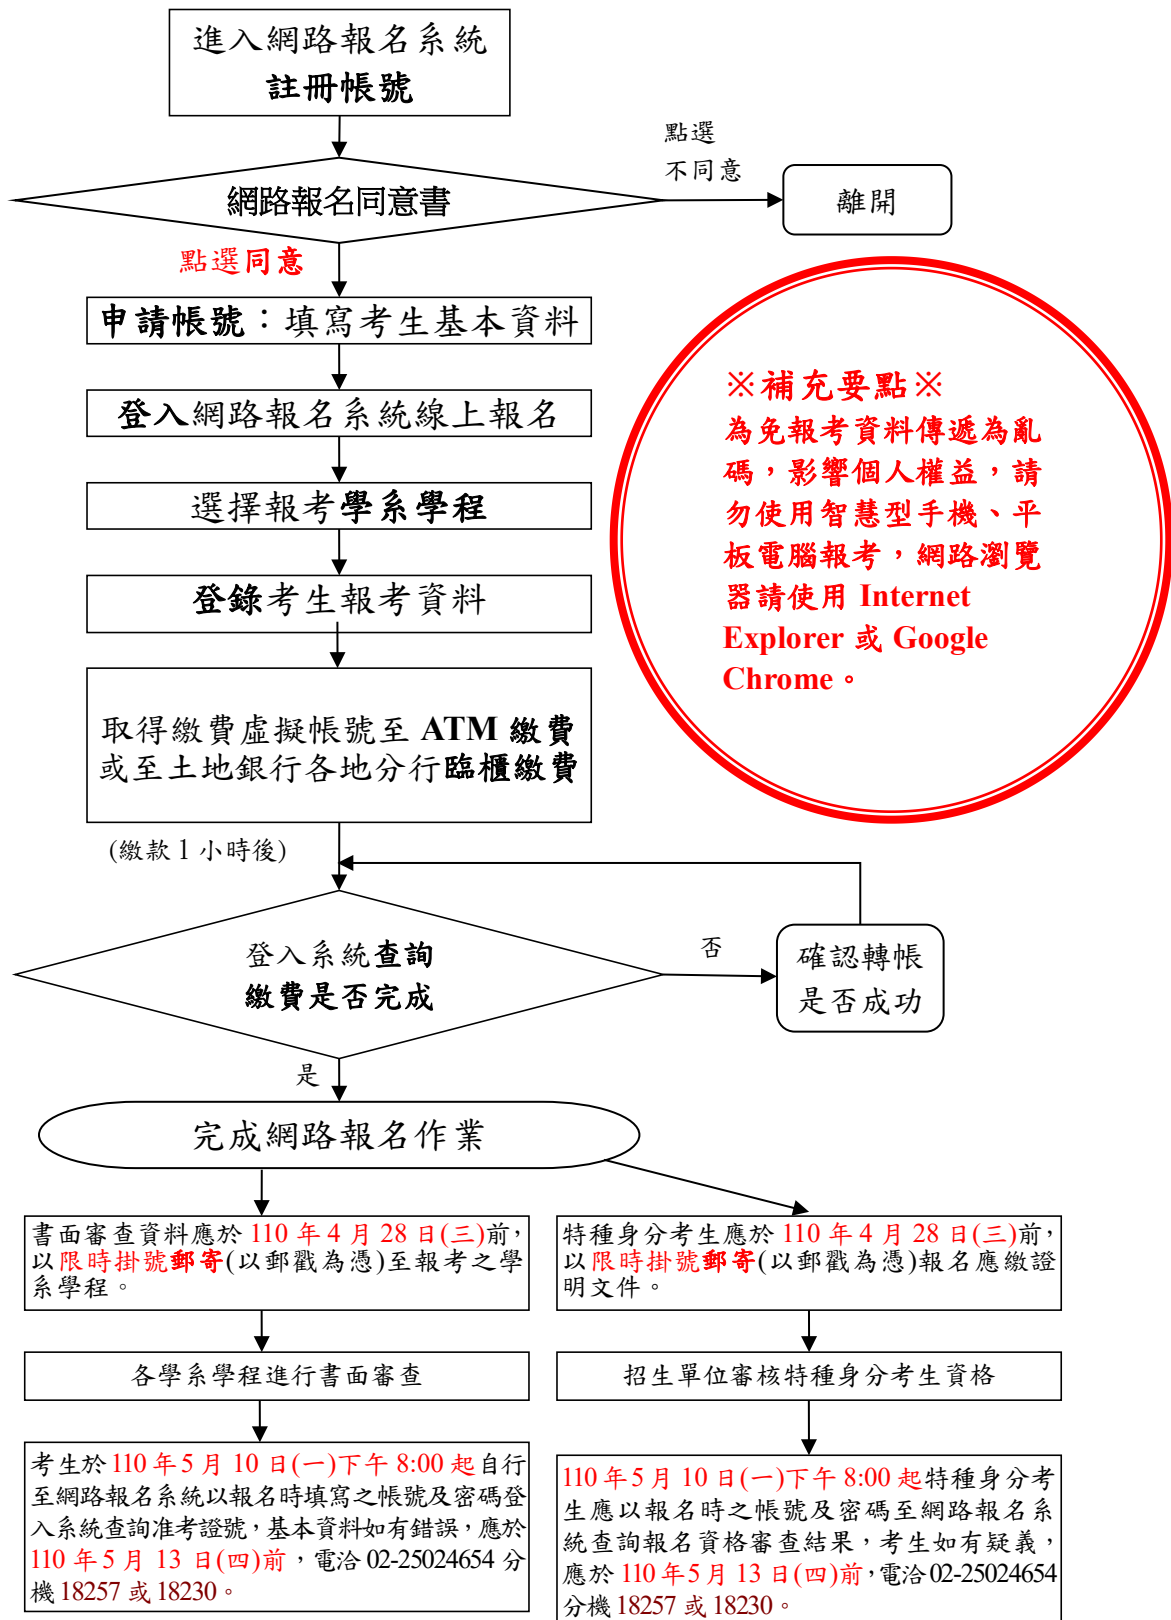 進入網路報名系統
註冊帳號
點選
不同意
網路報名同意書
離開
點選同意
申請帳號：填寫考生基本資料
登入網路報名系統線上報名
選擇報考學系學程
登錄考生報考資料
※補充要點※
為免報考資料傳遞為亂
碼，影響個人權益，請
勿使用智慧型手機、平
板電腦報考，網路瀏覽
器請使用 Internet
Explorer 或 Google
Chrome。
取得繳費虛擬帳號至 ATM 繳費
或至土地銀行各地分行臨櫃繳費
(繳款 1 小時後)
登入系統查詢
繳費是否完成
否
確認轉帳
是否成功
是
完成網路報名作業
書面審查資料應於 110 年 4 月 28 日(三)前，
以限時掛號郵寄(以郵戳為憑)至報考之學
系學程。
特種身分考生應於 110 年 4 月 28 日(三)前，
以限時掛號郵寄(以郵戳為憑)報名應繳證
明文件。
各學系學程進行書面審查
招生單位審核特種身分考生資格
考生於 110 年 5 月 10 日(一)下午 8:00 起自行
至網路報名系統以報名時填寫之帳號及密碼登
入系統查詢准考證號，基本資料如有錯誤，應於
110 年 5 月 13 日(四)前，電洽 02-25024654 分
機 18257 或 18230。
110 年 5 月 10 日(一)下午 8:00 起特種身分考
生應以報名時之帳號及密碼至網路報名系
統查詢報名資格審查結果，考生如有疑義，
應於 110 年 5 月 13 日(四)前，電洽 02-25024654
分機 18257 或 18230。